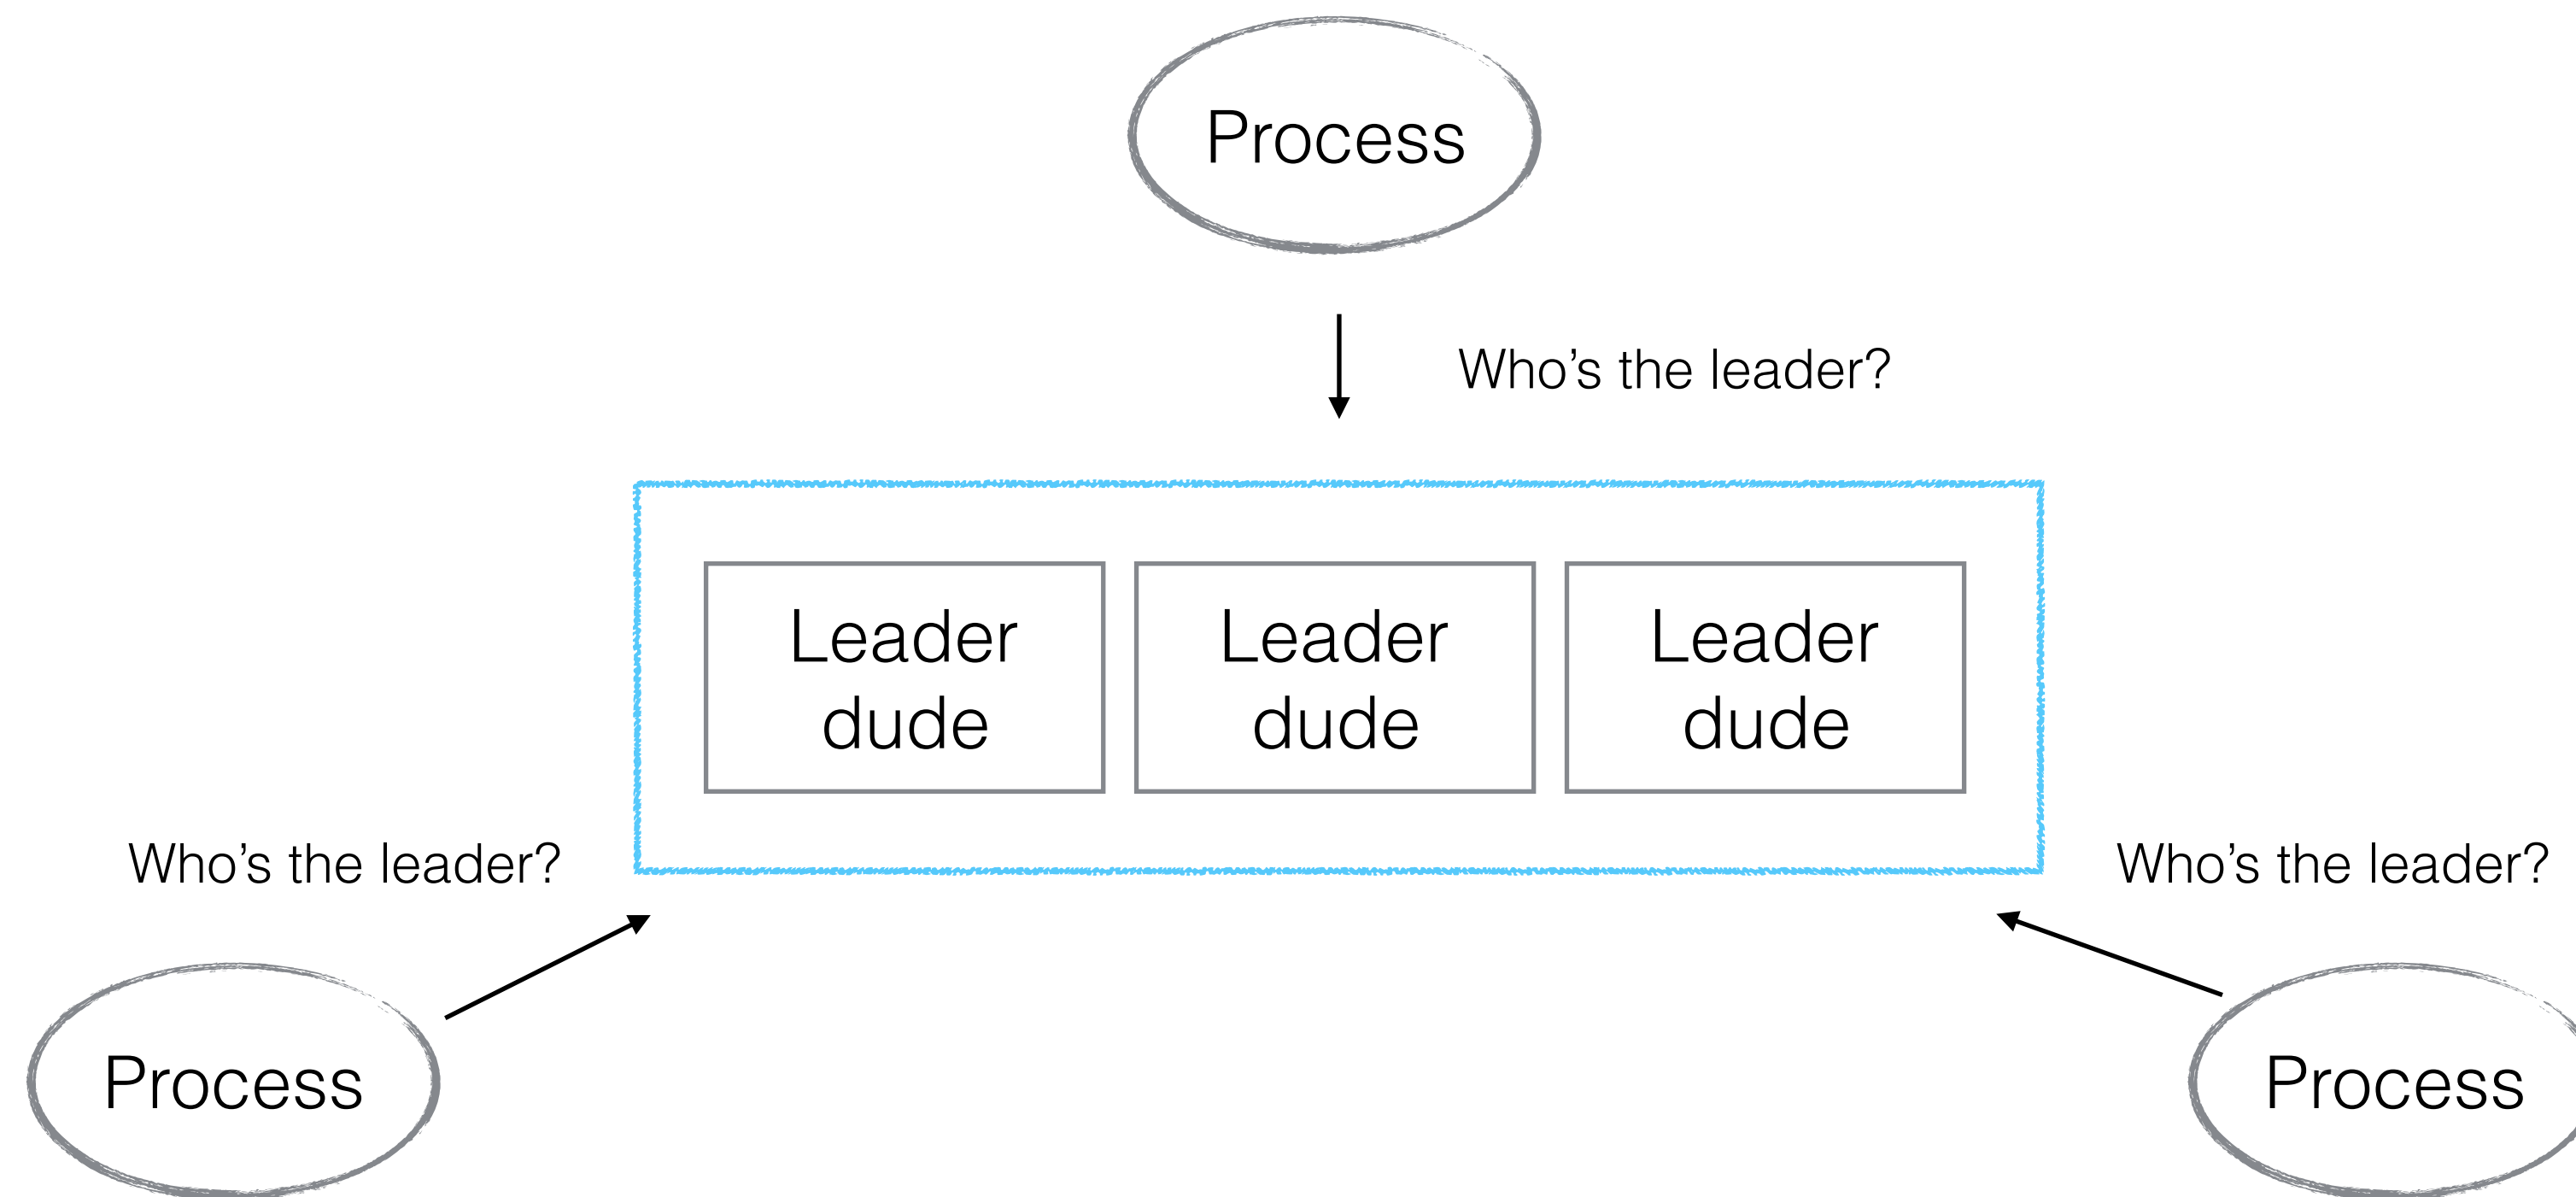 Process
Who’s the leader?
Leader
dude
Leader
dude
Leader
dude
Who’s the leader?
Who’s the leader?
Process
Process